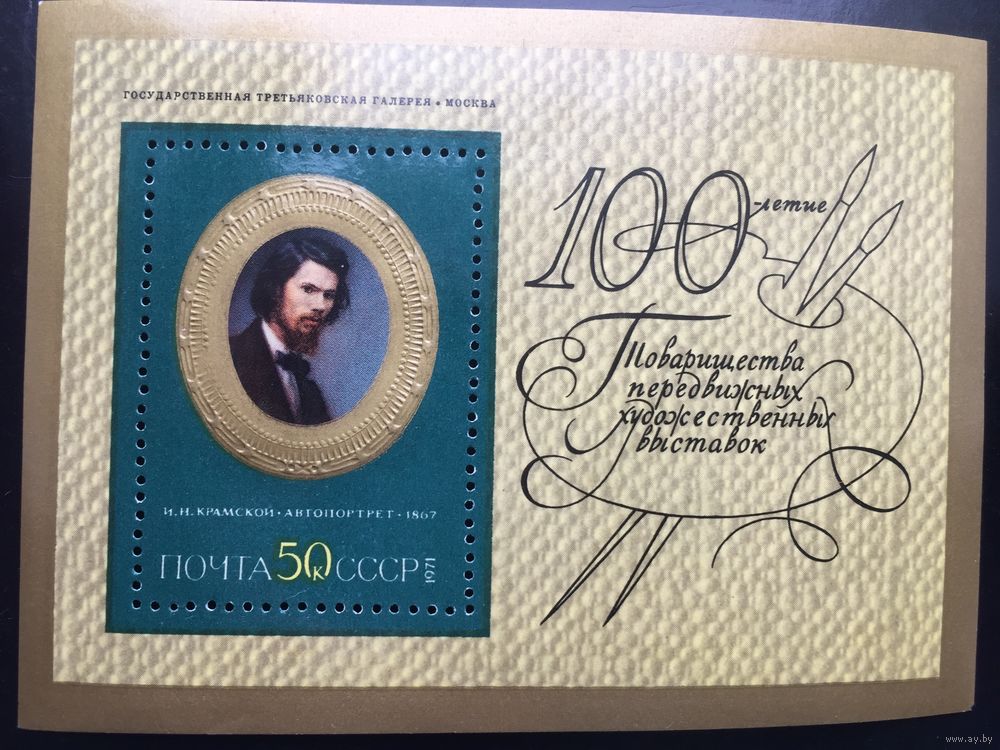 ГОСУДАРСТВЕННАЯ ТРЕТЬЯКОВСКАЯ ГАЛЕРЕЯ • МОСКВА
И.Н. КРАМСКОЙ · АВТОПОРТРЕТ · 1867
ПОЧТА 50К СССР 1971
100-летие
Товарищества
передвижных
художественных
выставок
www.ay.by